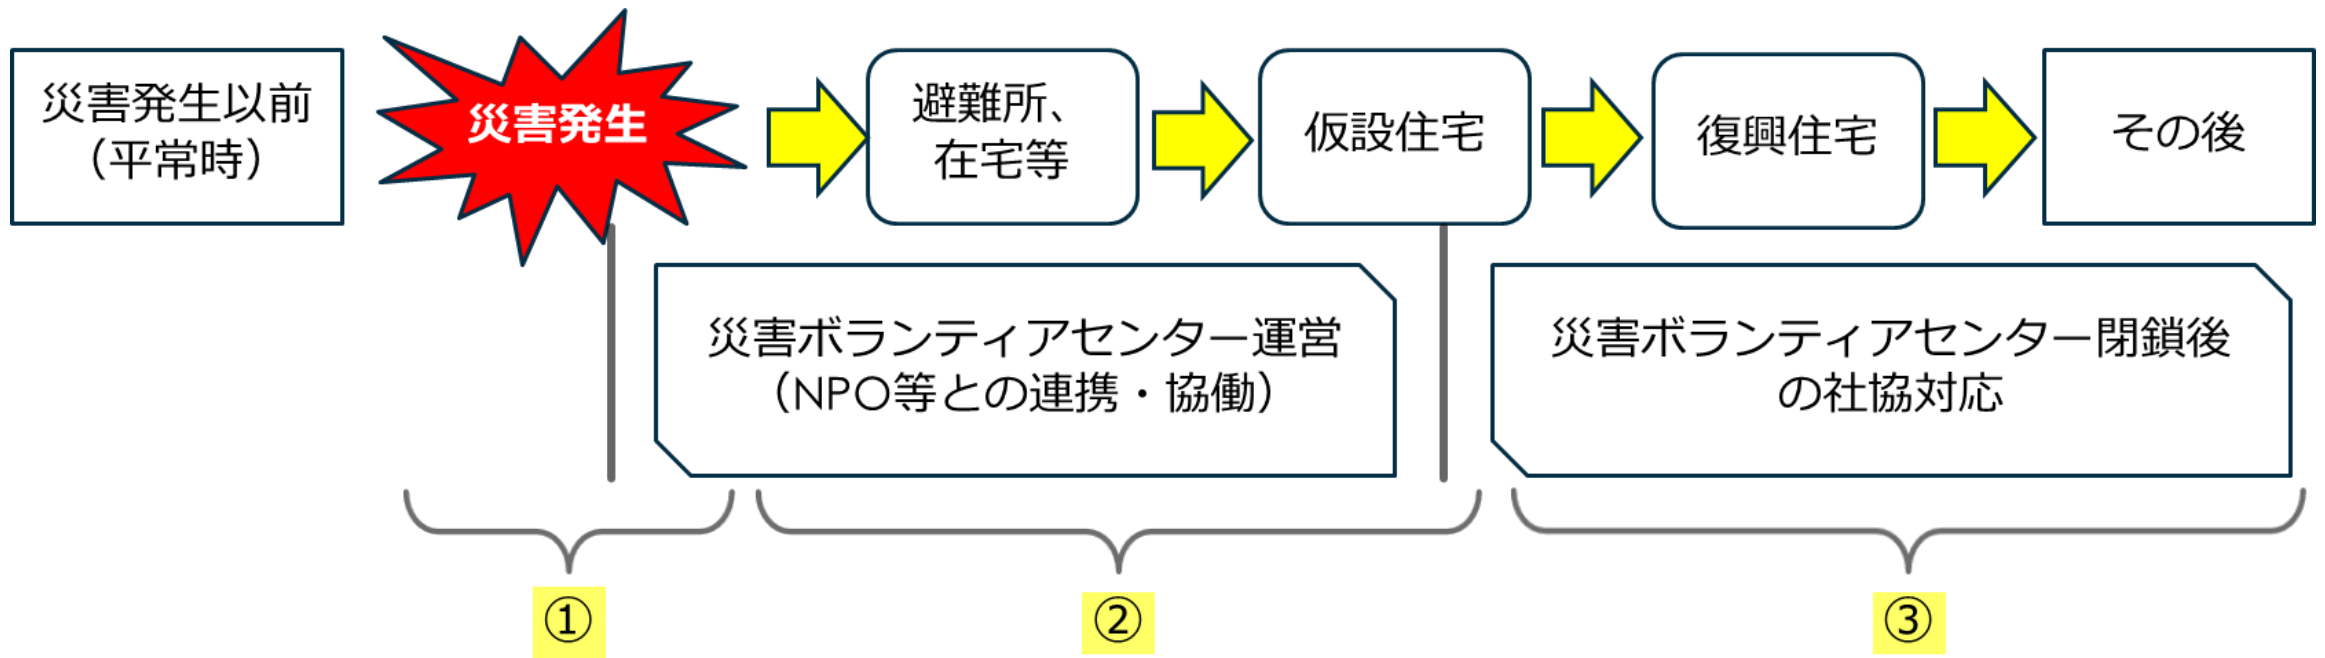 災害発生以前
（平常時）
災害発生
避難所、
在宅等
仮設住宅
復興住宅
その後
災害ボランティアセンター運営
（NPO等との連携・協働）
災害ボランティアセンター閉鎖後
の社協対応
①
②
③